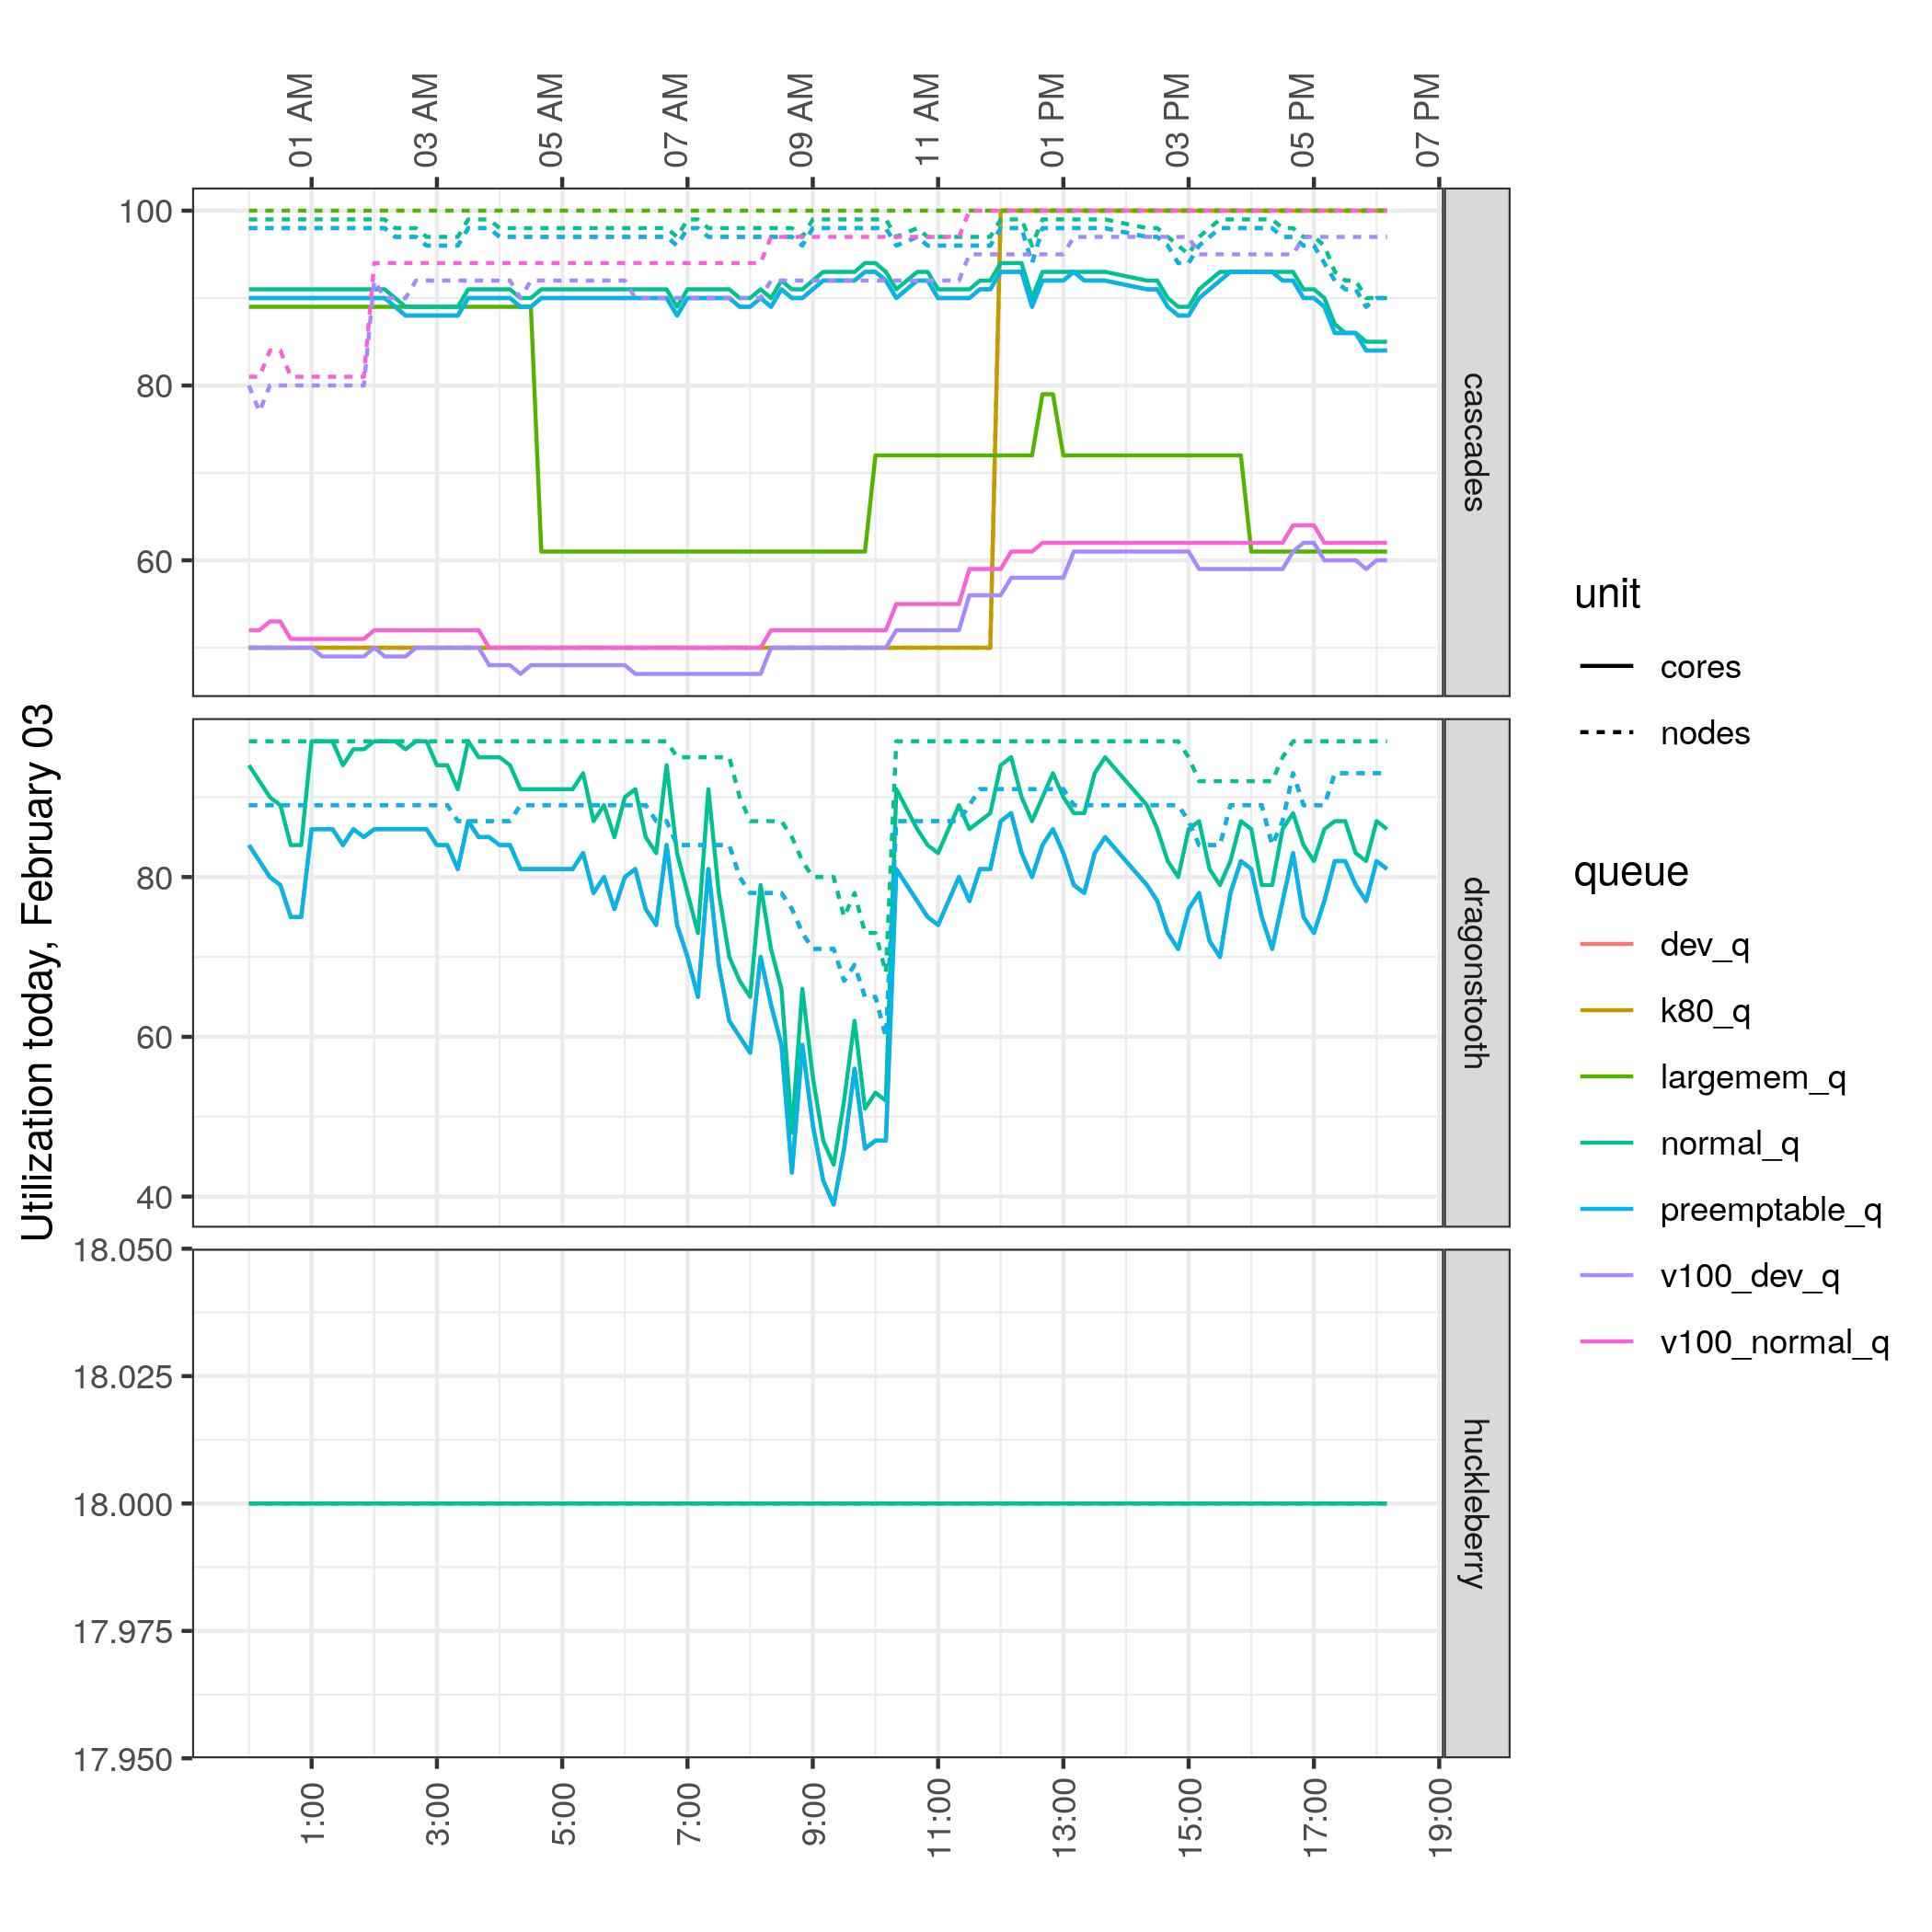 01 AM
03 AM
05 AM
07 AM
09 AM
11 AM
01 PM
03 PM
05 PM
07 PM
Utilization today, February 03
100
80
60
cascades
80
60
40
dragonstooth
18.050
18.025
18.000
17.975
17.950
huckleberry
1:00
3:00
5:00
7:00
9:00
11:00
13:00
15:00
17:00
19:00
unit
cores
nodes
queue
dev_q
k80_q
largemem_q
normal_q
preemptable_q
v100_dev_q
v100_normal_q